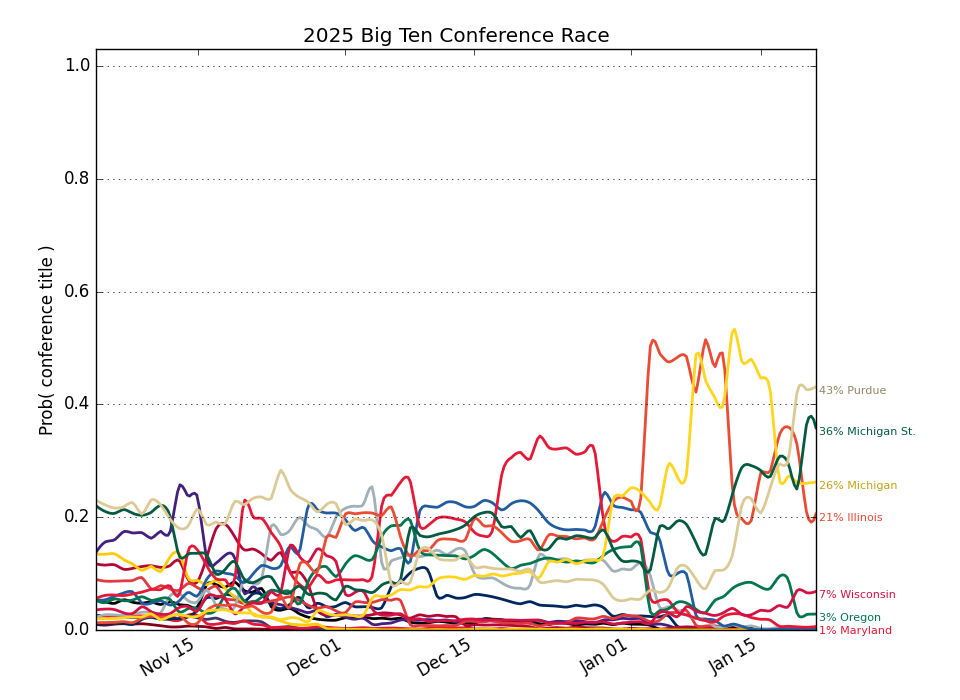 2025 Big Ten Conference Race
Prob( conference title )
1.0
0.8
0.6
0.4
0.2
0.0
43% Purdue
36% Michigan St.
26% Michigan
21% Illinois
7% Wisconsin
3% Oregon
1% Maryland
Nov 15
Dec 01
Dec 15
Jan 01
Jan 15